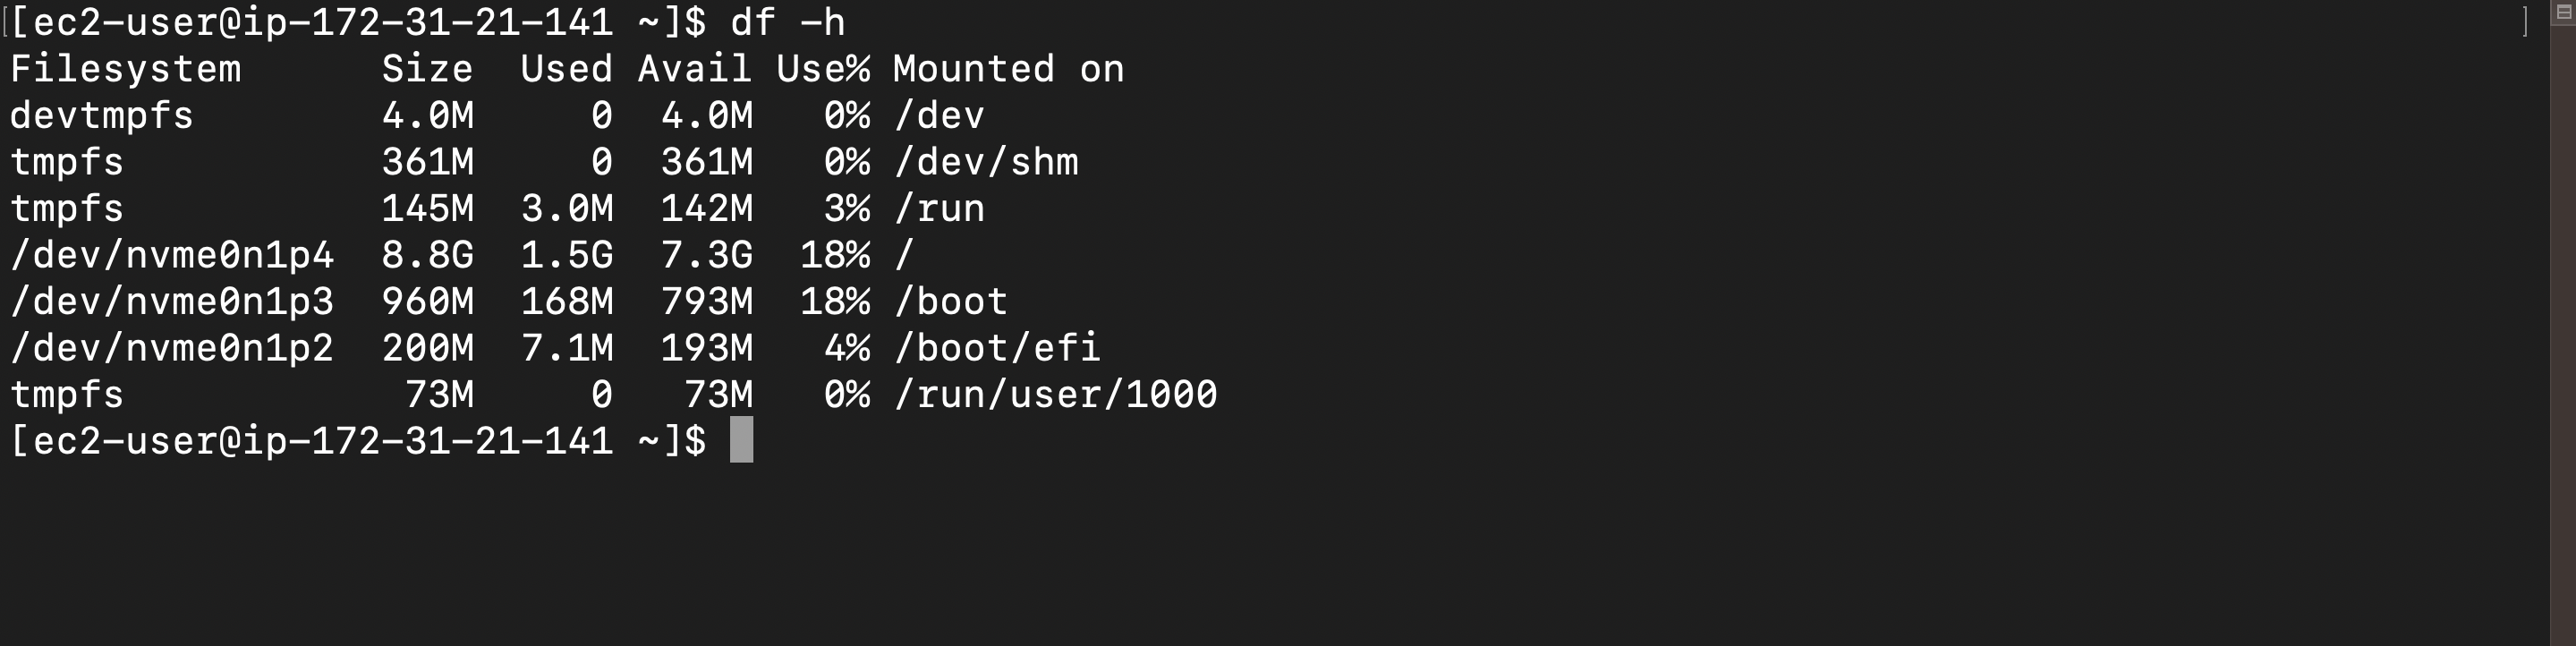 [ec2-user@ip-172-31-21-141 ~]$ df -h
Filesystem      Size  Used Avail Use% Mounted on
devtmpfs        4.0M     0  4.0M   0% /dev
tmpfs           361M     0  361M   0% /dev/shm
tmpfs           145M  3.0M  142M   3% /run
/dev/nvme0n1p4  8.8G  1.5G  7.3G  18% /
/dev/nvme0n1p3  960M  168M  793M  18% /boot
/dev/nvme0n1p2  200M  7.1M  193M   4% /boot/efi
tmpfs            73M     0   73M   0% /run/user/1000
[ec2-user@ip-172-31-21-141 ~]$